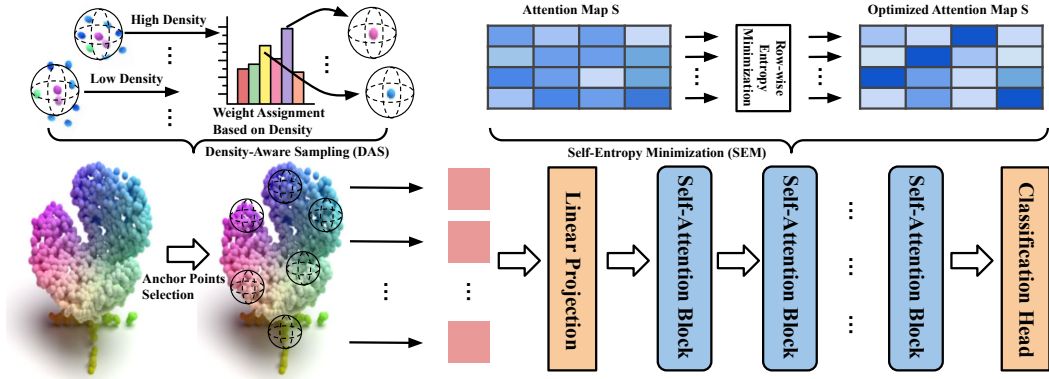 High Density
Low Density
Weight Assignment
Based on Density
Density-Aware Sampling (DAS)
Anchor Points
Selection
Attention Map S
Row-wise
Entropy
Minimization
Optimized Attention Map S
Self-Entropy Minimization (SEM)
Linear Projection
Self-Attention Block
Self-Attention Block
Self-Attention Block
Classification Head